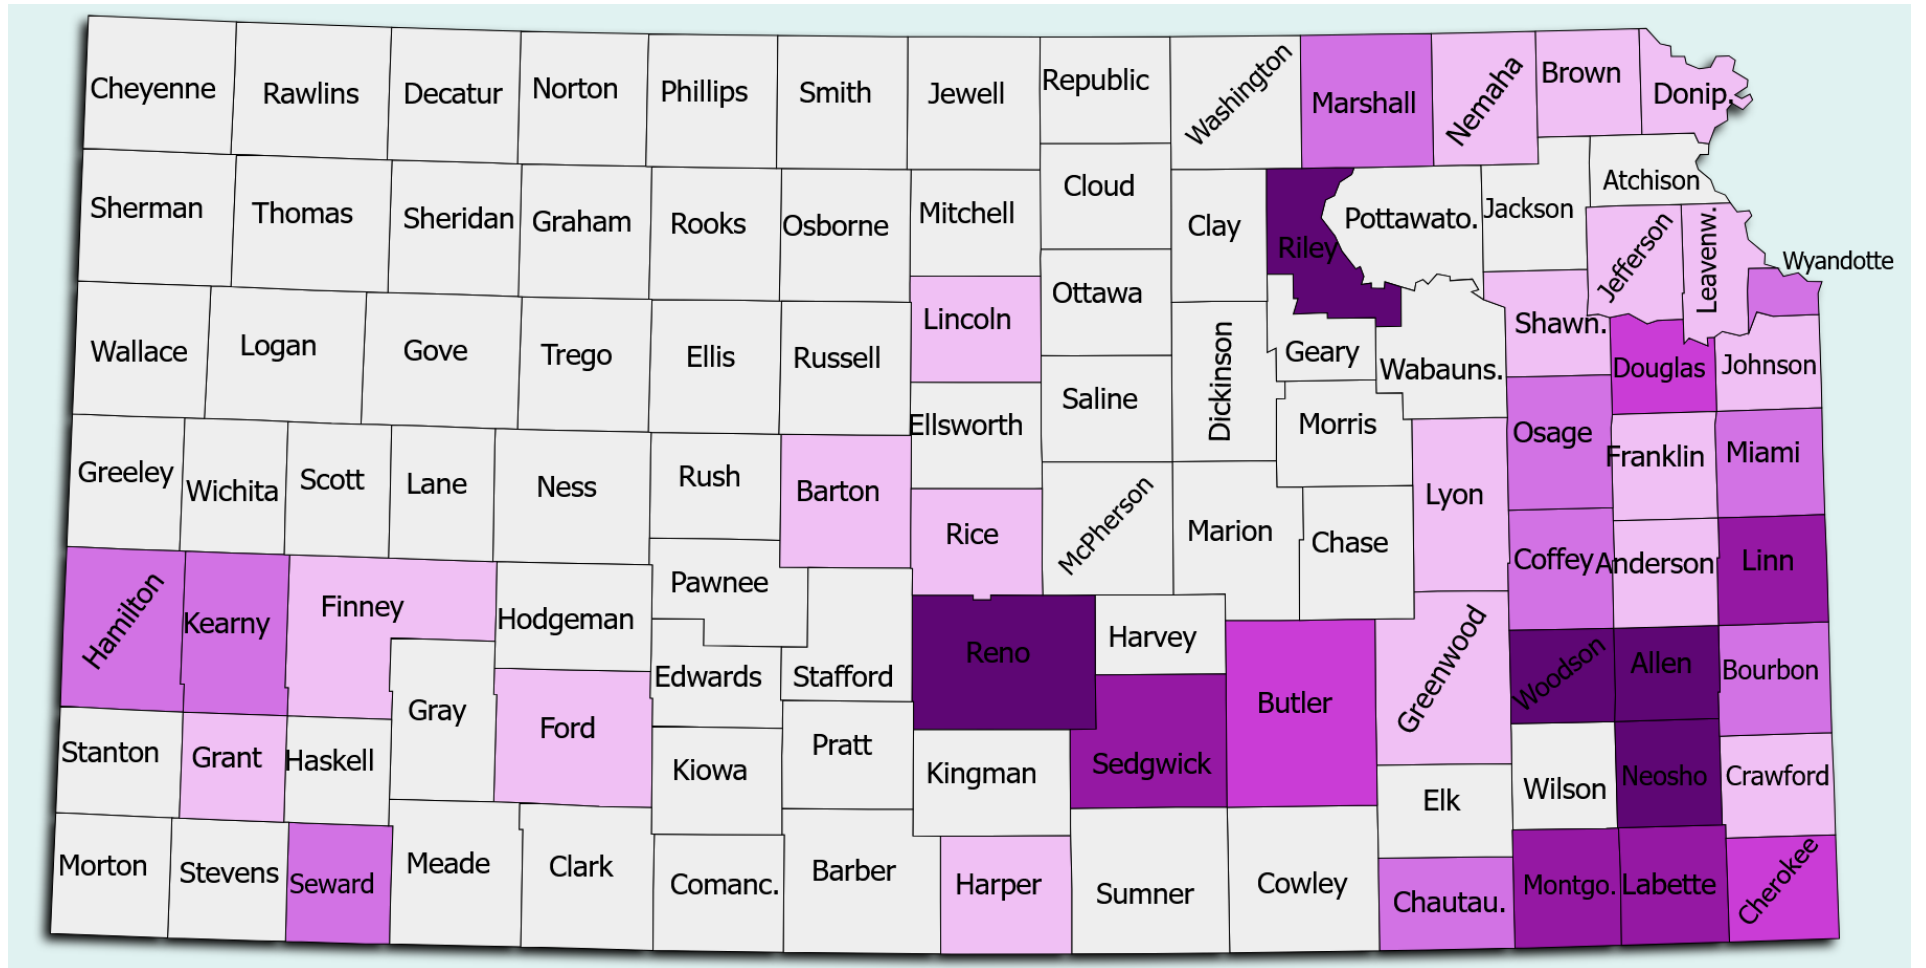 Cheyenne
Rawlins
Decatur
Norton
Phillips
Smith
Jewell
Republic
Washington
Marshall
Nemaha
Brown
Donip.
Sherman
Thomas
Sheridan
Graham
Rooks
Osborne
Mitchell
Cloud
Clay
Riley
Pottawato.
Jackson
Atchison
Jefferson
Leavenw.
Wyandotte
Wallace
Logan
Gove
Trego
Ellis
Russell
Lincoln
Ottawa
Saline
Dickinson
Geary
Wabauns.
Shawn.
Douglas
Johnson
Greeley
Wichita
Scott
Lane
Ness
Rush
Barton
Ellsworth
Rice
McPherson
Marion
Morris
Chase
Lyon
Osage
Franklin
Miami
Coffey
Anderson
Linn
Hamilton
Kearny
Finney
Hodgeman
Pawnee
Edwards
Stafford
Reno
Harvey
Sedgwick
Butler
Greenwood
Woodson
Allen
Bourbon
Stanton
Grant
Haskell
Gray
Ford
Kiowa
Pratt
Kingman
Elk
Wilson
Neosho
Crawford
Morton
Stevens
Seward
Meade
Clark
Comanc.
Barber
Harper
Sumner
Cowley
Chautau.
Montgo.
Labette
Cherokee